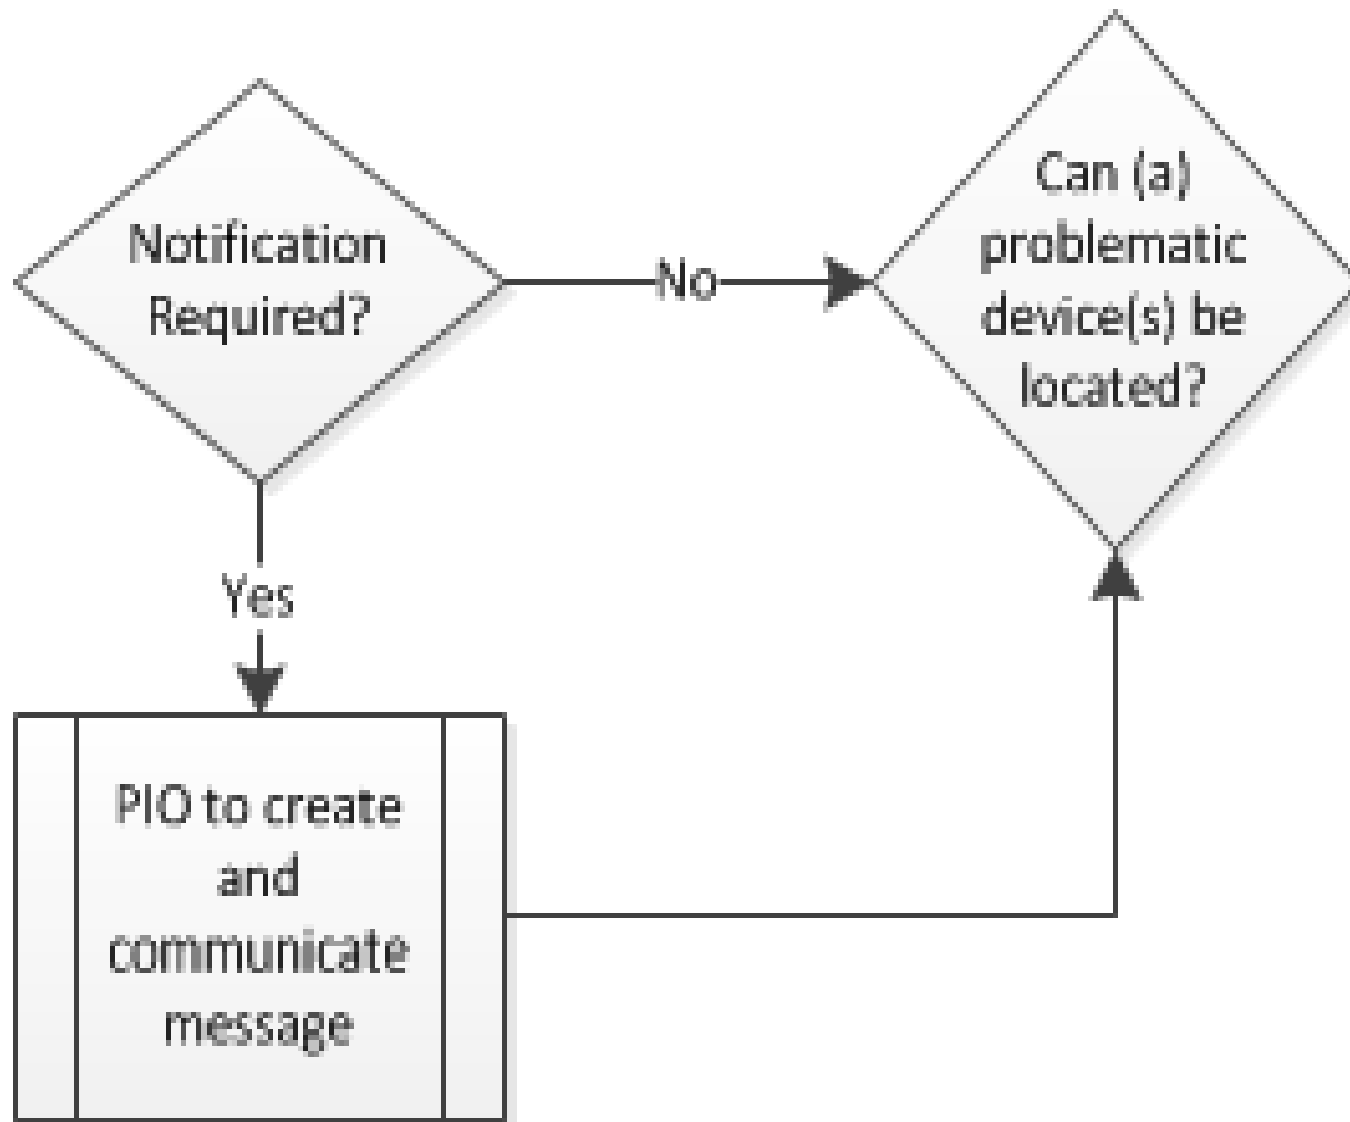 Notification
Required?
No
Can (a)
problematic
device(s) be
located?
Yes
PIO to create
and
communicate
message